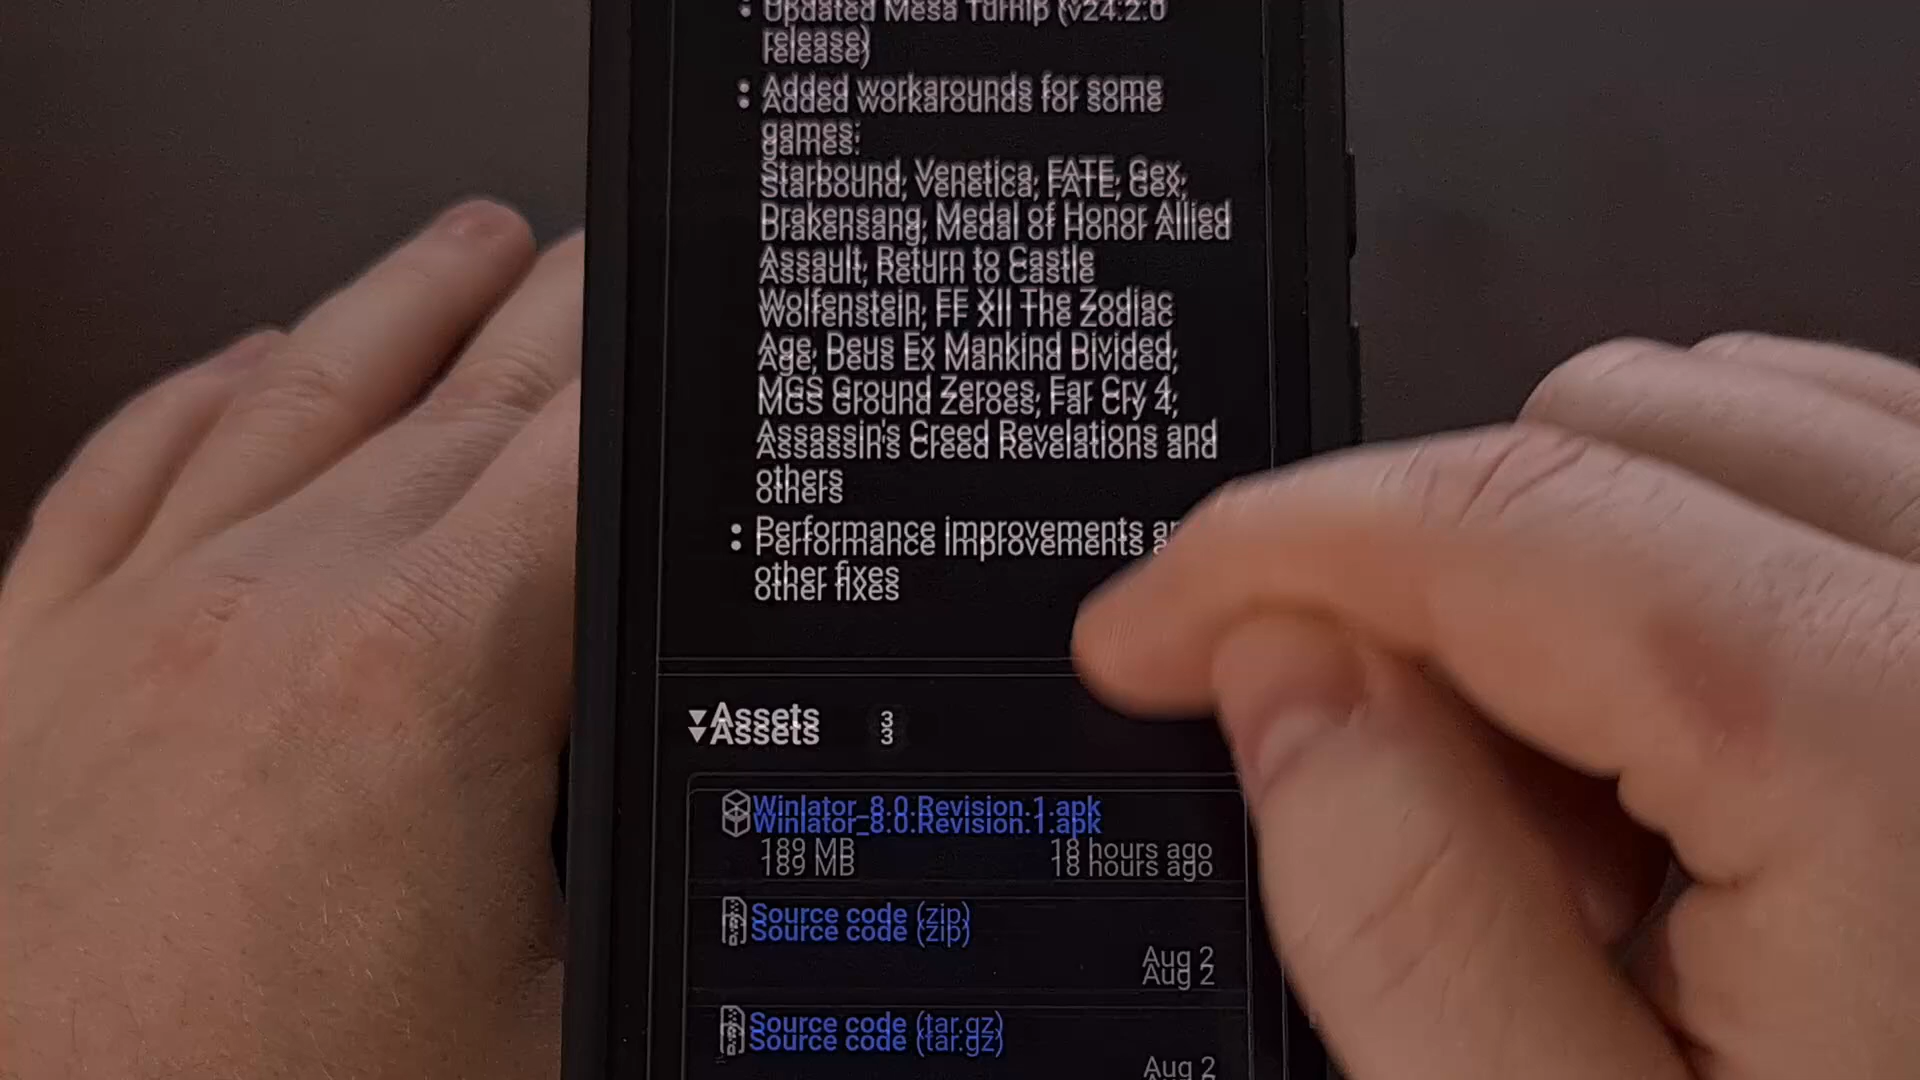 • Updated Mesa Turnip (v24.2.0
release)
• Added workarounds for some
games:
Starbound, Venetica, FATE, Gex,
Drakensang, Medal of Honor Allied
Assault, Return to Castle
Wolfenstein, FF XII The Zodiac
Age, Deus Ex Mankind Divided,
MGS Ground Zeroes, Far Cry 4,
Assassin's Creed Revelations and
others
• Performance improvements
other fixes
▾Assets 3
Winlator_8.0.Revision.1.apk
189 MB 18 hours ago
Source code (zip)
Aug 2
Source code (tar.gz)
Aug 2